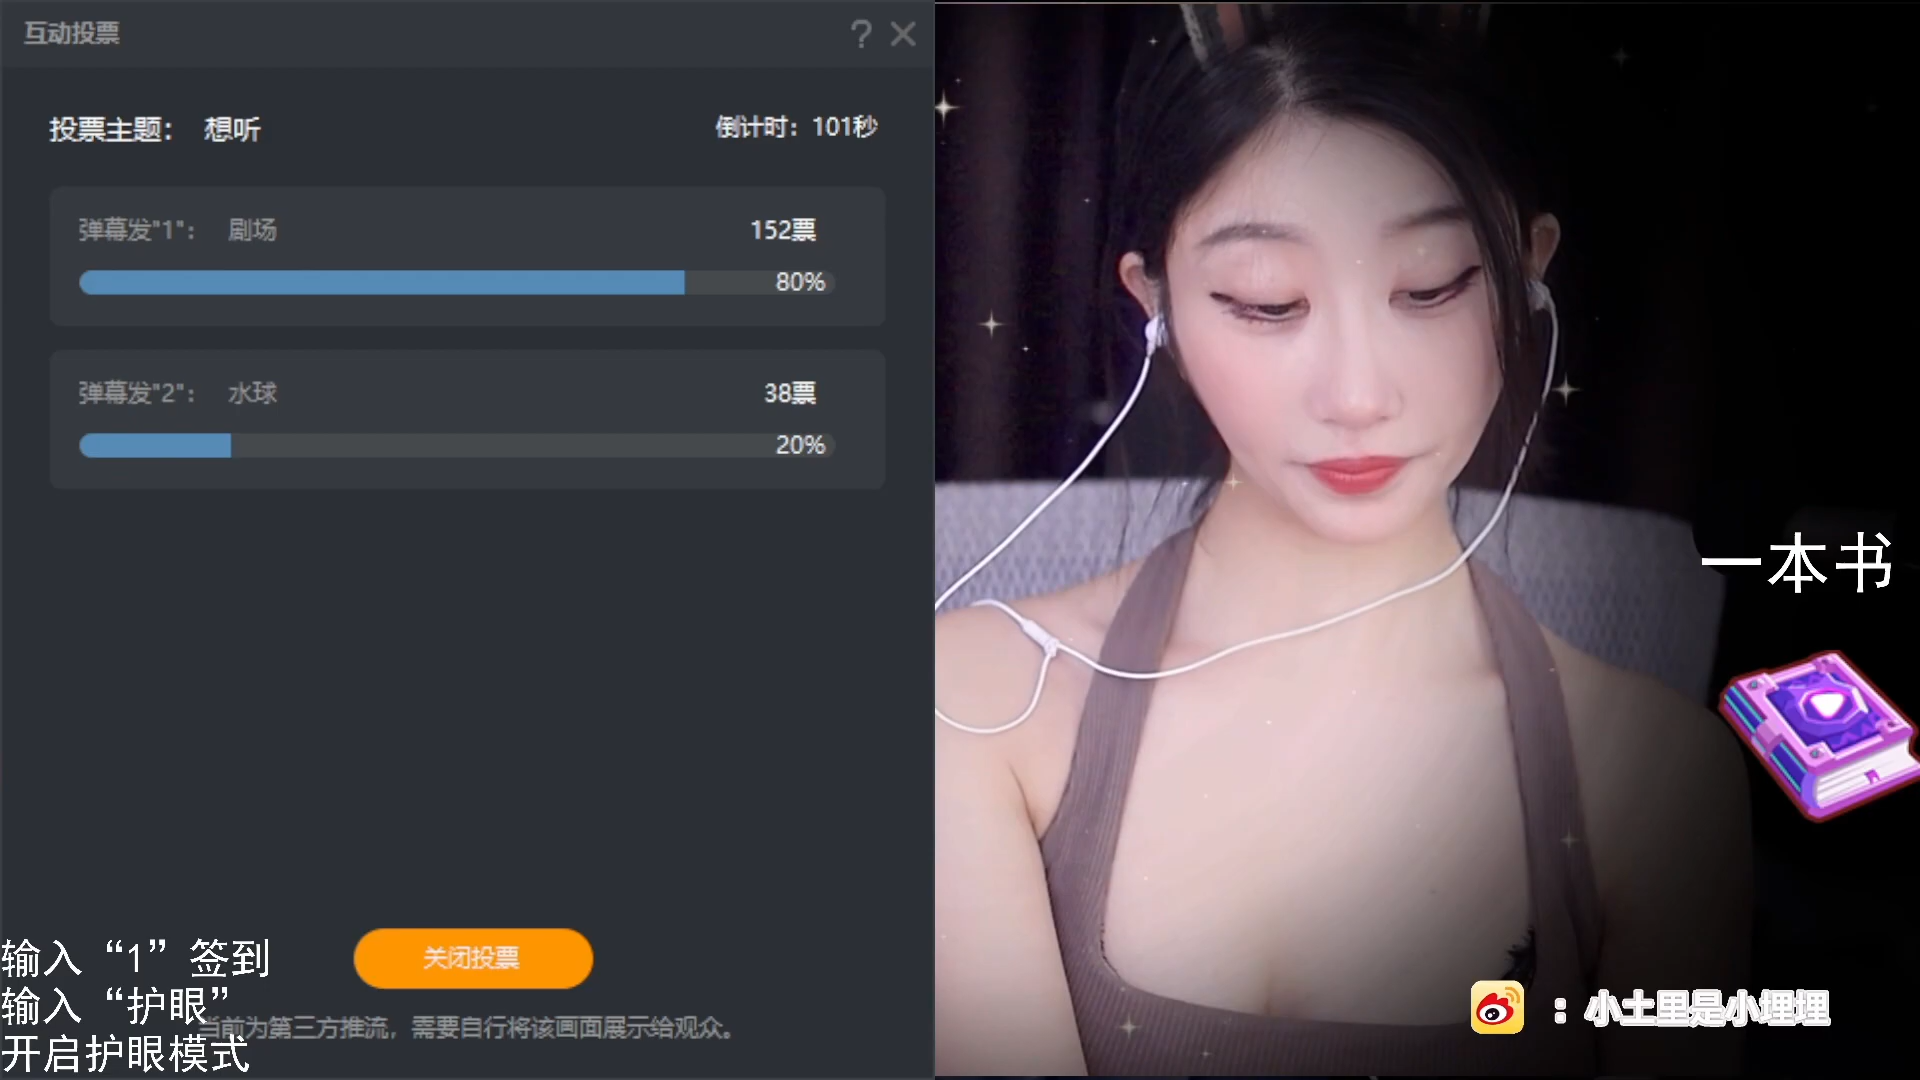 互动投票
投票主题： 想听
倒计时：101秒
弹幕发"1"： 剧场
152票
80%
弹幕发"2"： 水球
38票
20%
关闭投票
当前为第三方推流，需要自行将该画面展示给观众。
输入“1”签到
输入“护眼”
开启护眼模式
一本书
：小土里是小埋埋